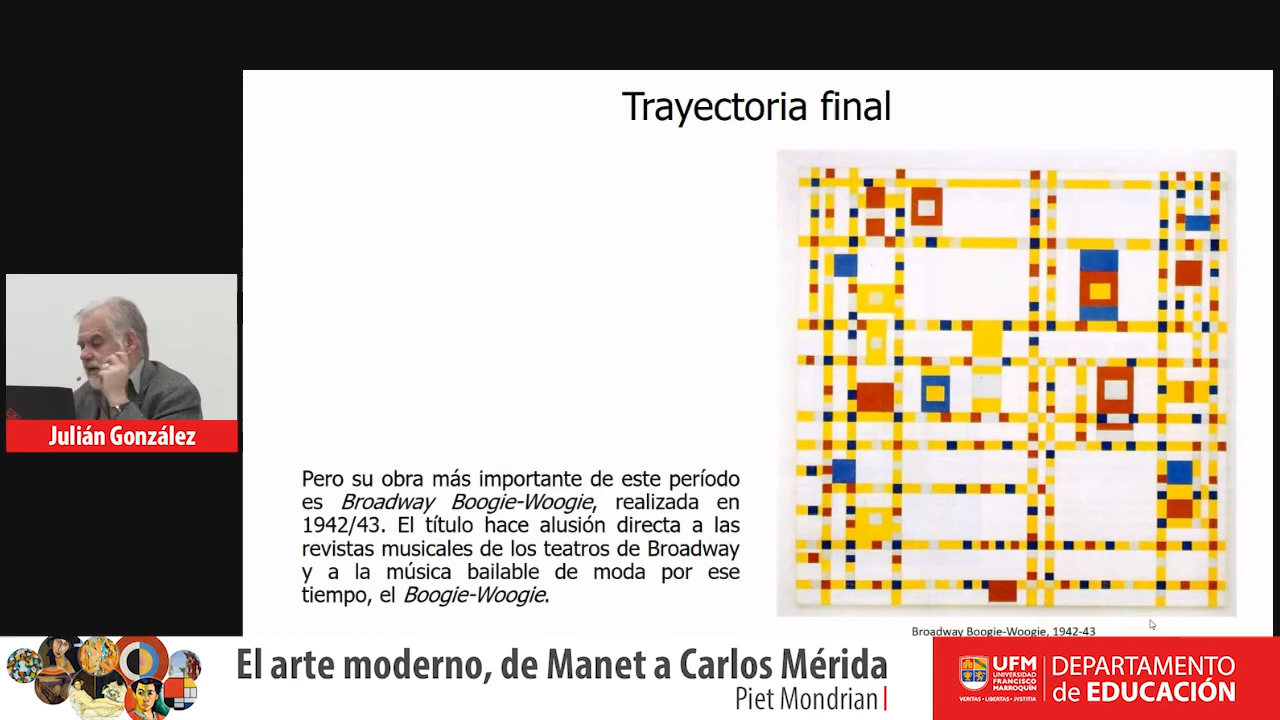 Trayectoria final
Pero su obra más importante de este período
es Broadway Boogie-Woogie, realizada en
1942/43. El título hace alusión directa a las
revistas musicales de los teatros de Broadway
y a la música bailable de moda por ese
tiempo, el Boogie-Woogie.
Broadway Boogie-Woogie, 1942-43
Julián González
El arte moderno, de Manet a Carlos Mérida
Piet Mondrian
UFM
UNIVERSIDAD
FRANCISCO
MARROQUÍN
VERITAS • LIBERTAS • JVSTITIA
DEPARTAMENTO
de EDUCACIÓN